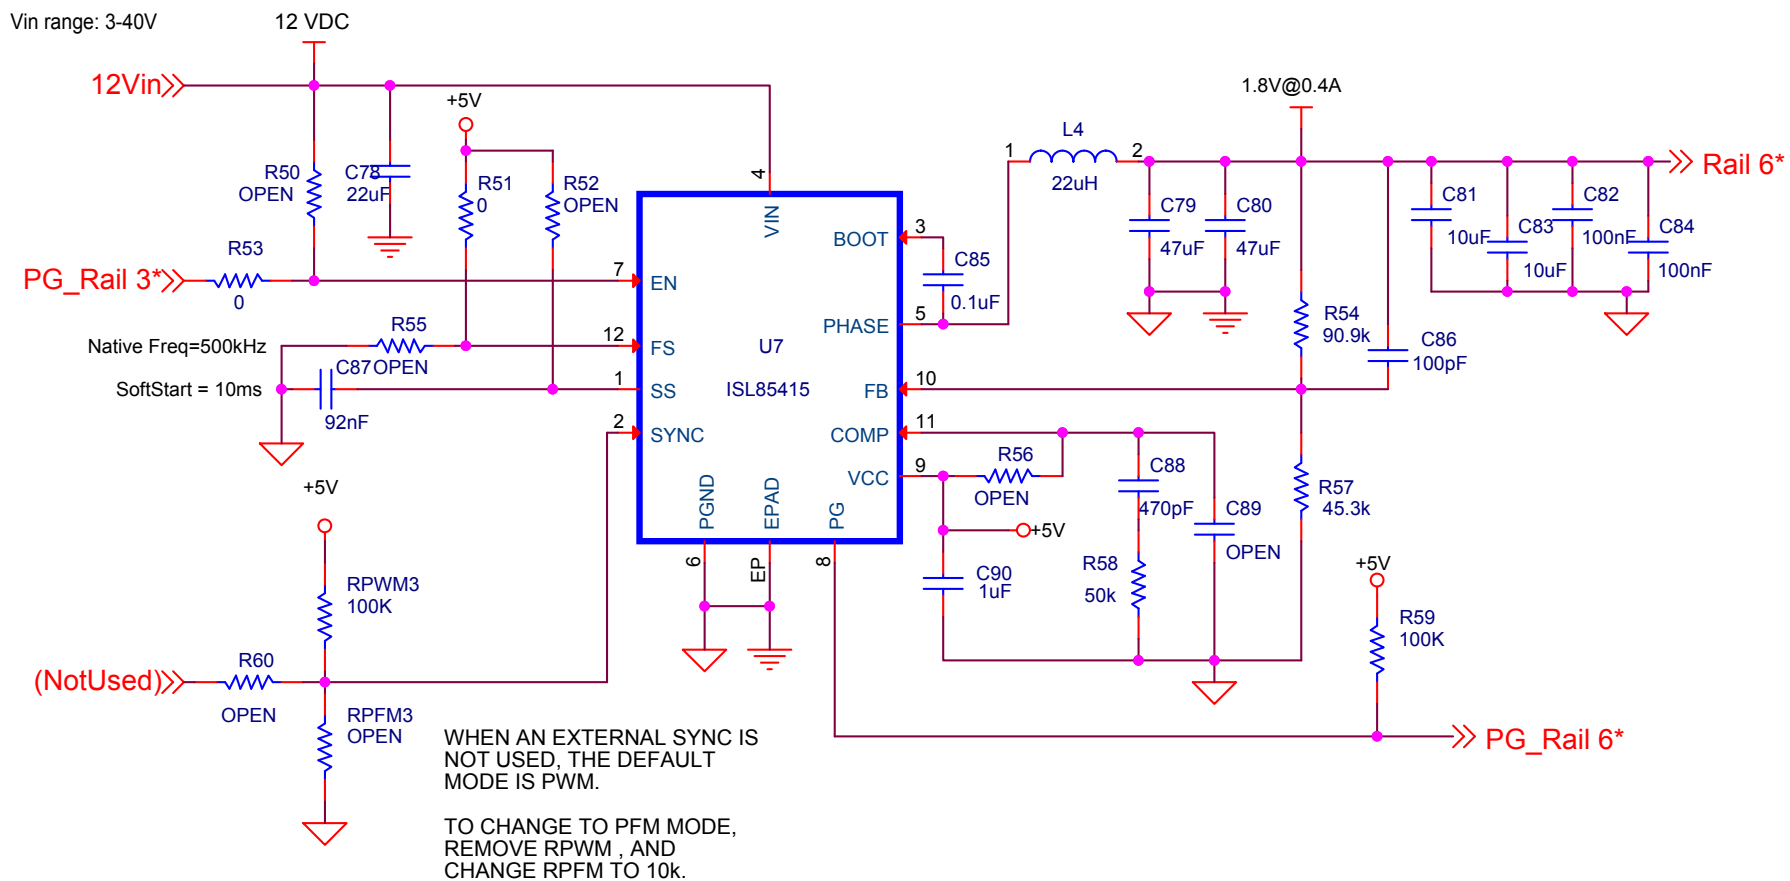 Vin range: 3-40V
12 VDC
12Vin
+5V
1.8V@0.4A
R50
OPEN
C78
22uF
R51
0
R52
OPEN
4
VIN
1
L4
2
22uH
Rail 6*
C79
47uF
C80
47uF
C81
10uF
C83
10uF
C82
100nF
C84
100nF
BOOT
3
C85
0.1uF
PHASE
5
R53
0
PG_Rail 3*
7
EN
Native Freq=500kHz
R55
OPEN
12
FS
U7
ISL85415
R54
90.9k
C86
100pF
SoftStart = 10ms
C87
92nF
1
SS
FB
10
2
SYNC
COMP
11
VCC
9
R56
OPEN
C88
470pF
C89
OPEN
R57
45.3k
PGND
EPAD
PG
6
EP
8
+5V
C90
1uF
R58
50k
+5V
R59
100K
+5V
RPWM3
100K
(NotUsed)
R60
OPEN
RPFM3
OPEN
PG_Rail 6*
WHEN AN EXTERNAL SYNC IS
NOT USED, THE DEFAULT
MODE IS PWM.
TO CHANGE TO PFM MODE,
REMOVE RPWM , AND
CHANGE RPFM TO 10k.